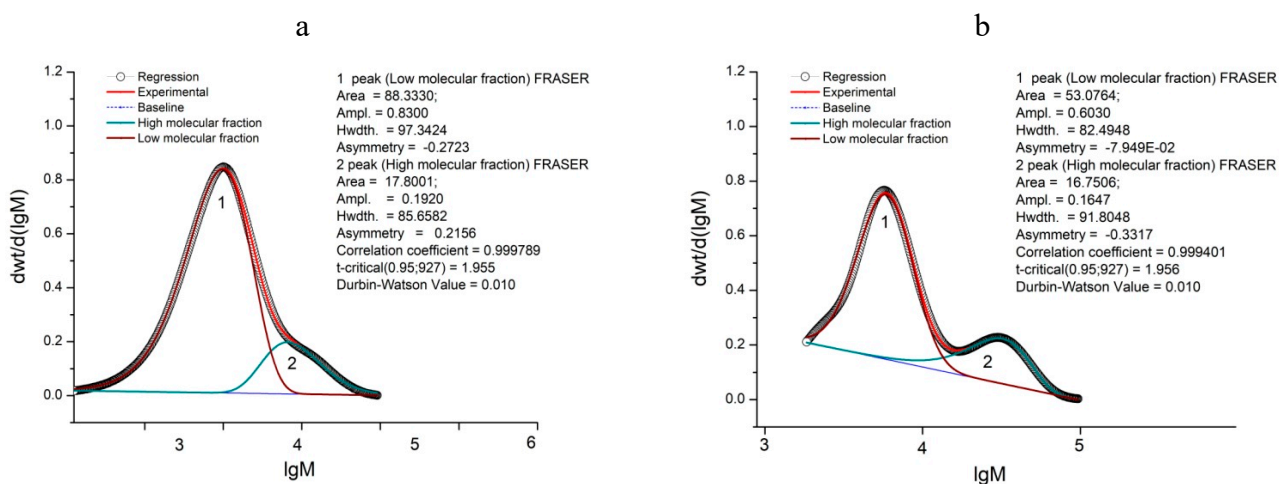 a
1.2
1.0
0.8
0.6
0.4
0.2
0.0
dwt/d(lgM)
Regression
Experimental
Baseline
High molecular fraction
Low molecular fraction
1 peak (Low molecular fraction) FRASER
Area = 88.3330;
Ampl. = 0.8300
Hwdth. = 97.3424
Asymmetry = -0.2723
2 peak (High molecular fraction) FRASER
Area = 17.8001;
Ampl. = 0.1920
Hwdth. = 85.6582
Asymmetry = 0.2156
Correlation coefficient = 0.999789
t-critical(0.95;927) = 1.955
Durbin-Watson Value = 0.010
1
2
3 4 5 6
lgM
b
1.2
1.0
0.8
0.6
0.4
0.2
0.0
dwt/d(lgM)
Regression
Experimental
Baseline
High molecular fraction
Low molecular fraction
1 peak (Low molecular fraction) FRASER
Area = 53.0764;
Ampl. = 0.6030
Hwdth. = 82.4948
Asymmetry = -7.949E-02
2 peak (High molecular fraction) FRASER
Area = 16.7506;
Ampl. = 0.1647
Hwdth. = 91.8048
Asymmetry = -0.3317
Correlation coefficient = 0.999401
t-critical(0.95;927) = 1.956
Durbin-Watson Value = 0.010
1
2
3 4 5
lgM